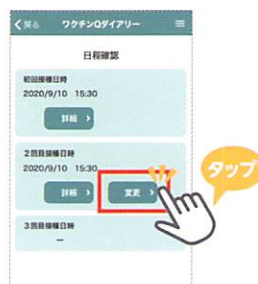 戻る ワクチンQダイアリー
日程確認
初回接種日時
2020/9/10 15:30
詳細
2回目接種日時
2020/9/10 15:30
詳細 変更
タップ
3回目接種日時
ー